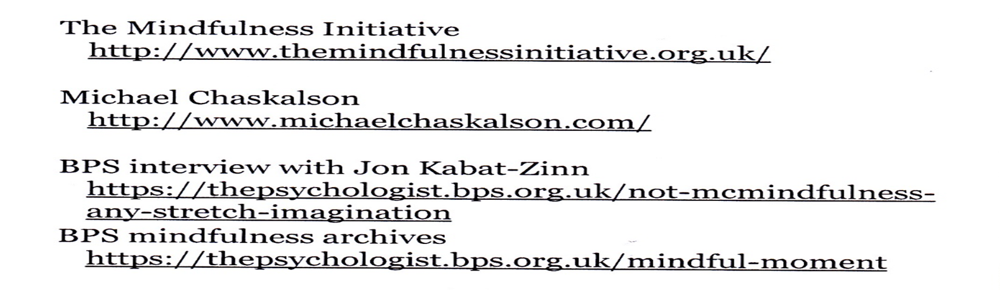 The Mindfulness Initiative
http://www.themindfulnessinitiative.org.uk/
Michael Chaskalson
http://www.michaelchaskalson.com/
BPS interview with Jon Kabat-Zinn
https://thepsychologist.bps.org.uk/not-mcmindfulness-
any-stretch-imagination
BPS mindfulness archives
https://thepsychologist.bps.org.uk/mindful-moment